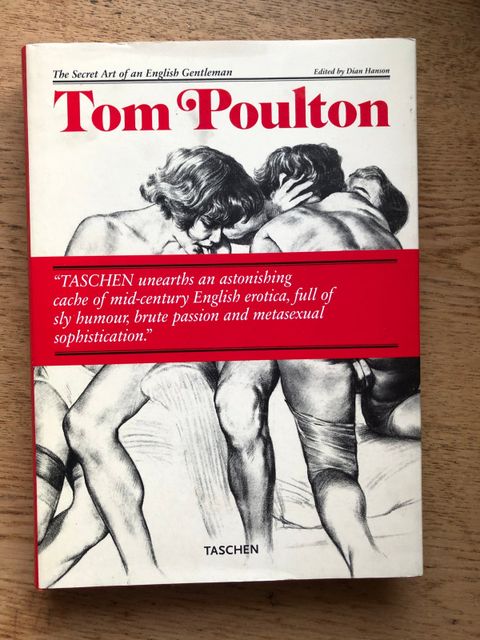 The Secret Art of an English Gentleman
Edited by Dian Hanson
Tom Poulton
“TASCHEN unearths an astonishing
cache of mid-century English erotica, full of
sly humour, brute passion and metasexual
sophistication.”
TASCHEN